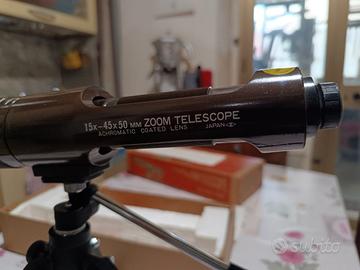 15x-45x50 MM ZOOM TELESCOPE
ACHROMATIC COATED LENS JAPAN
subito